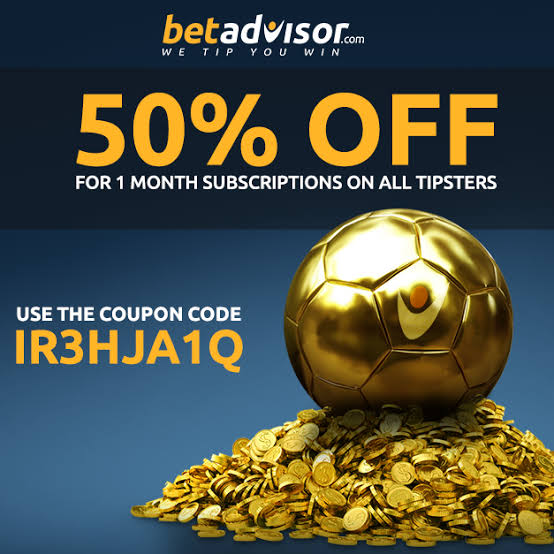 betadvisor.com
WE TIP YOU WIN
50% OFF
FOR 1 MONTH SUBSCRIPTIONS ON ALL TIPSTERS
USE THE COUPON CODE
IR3HJA1Q